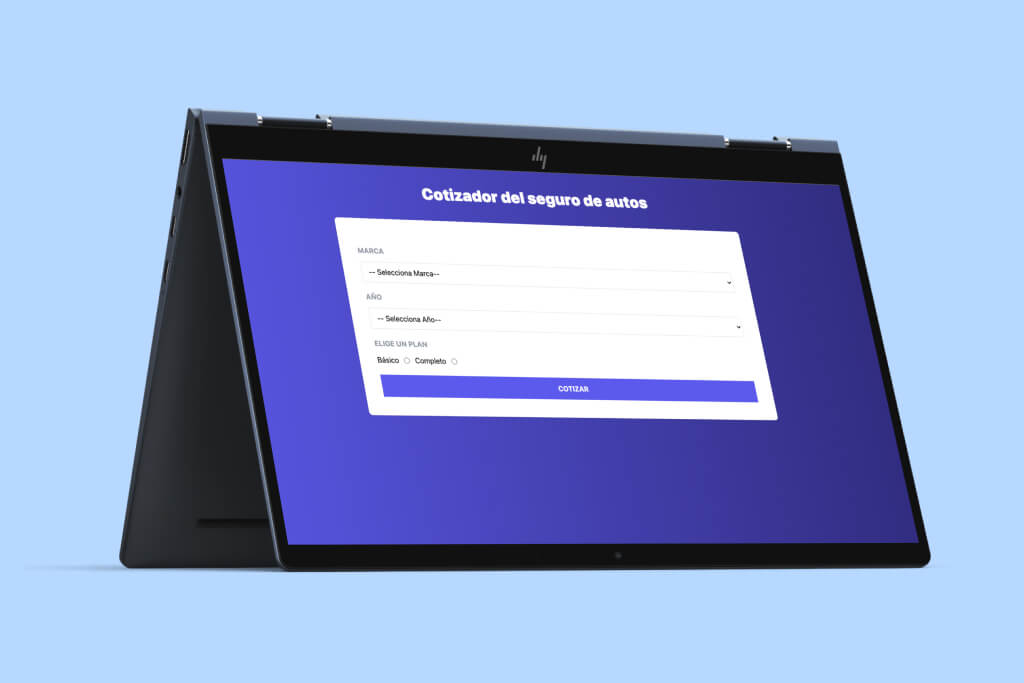 Cotizador del seguro de autos
MARCA
-- Selecciona Marca--
AÑO
-- Selecciona Año--
ELIGE UN PLAN
Básico Completo
COTIZAR